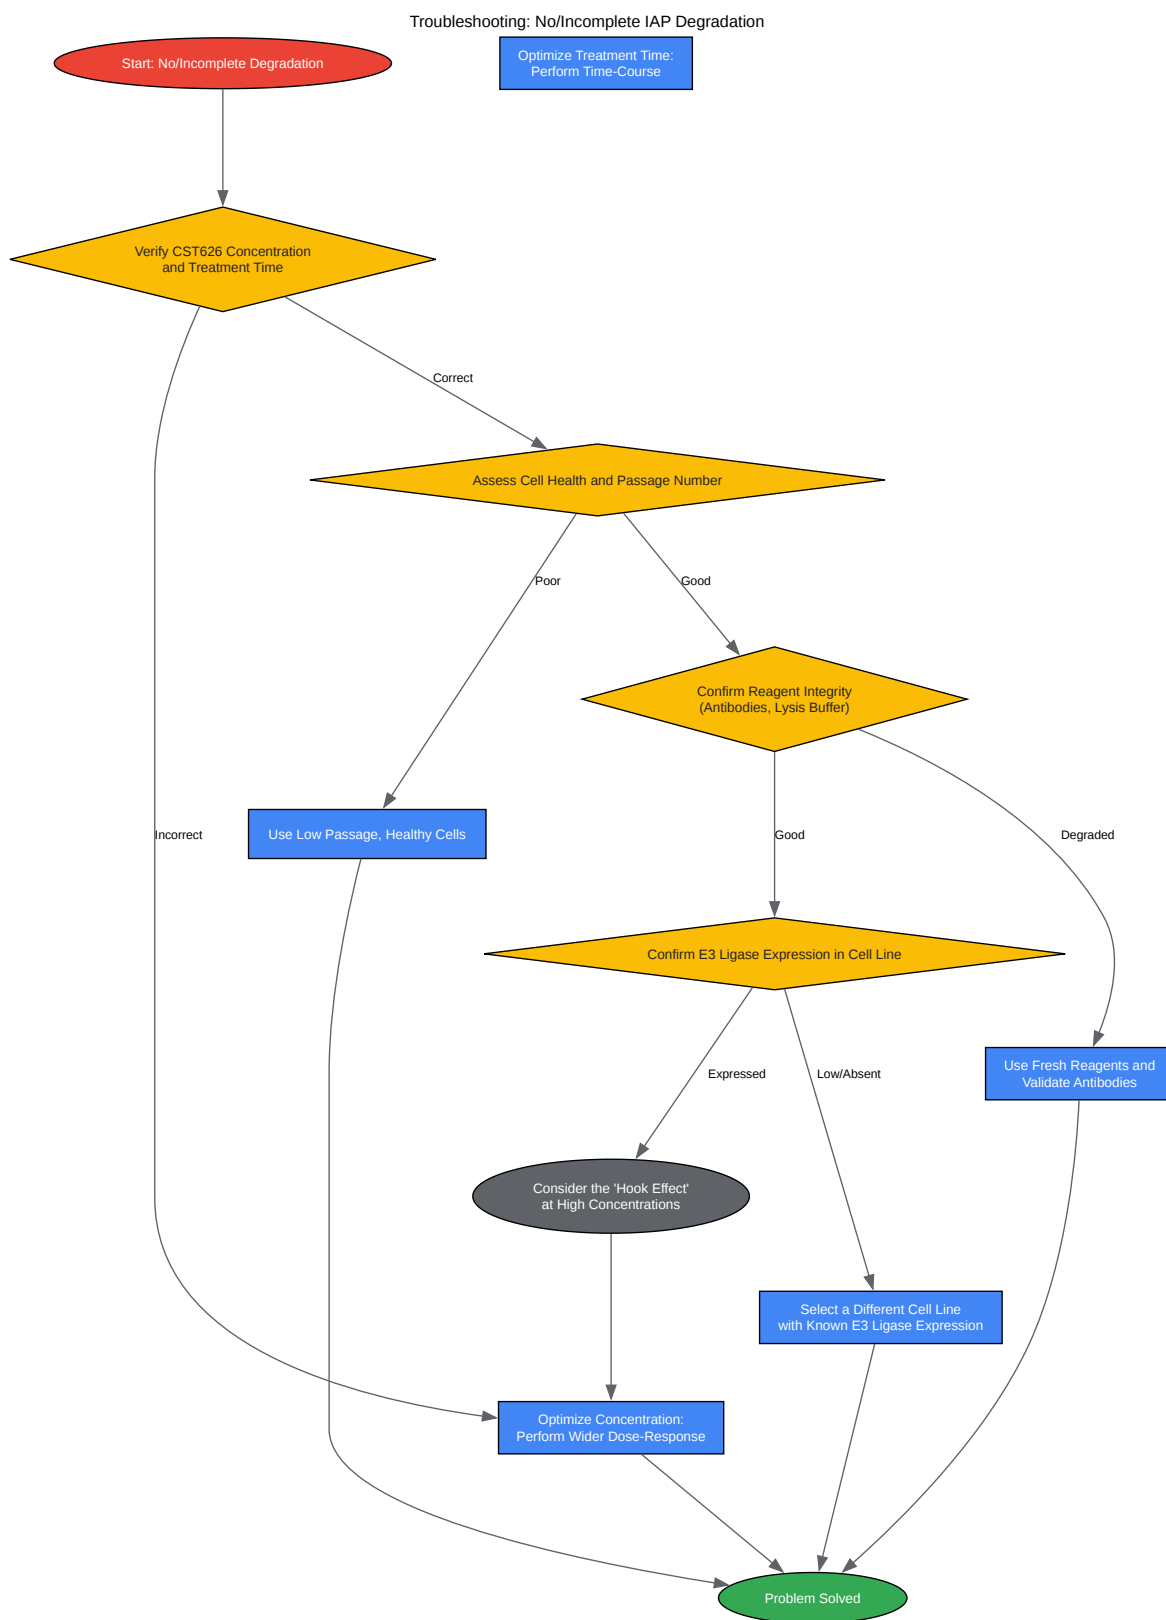 Troubleshooting: No/Incomplete IAP Degradation
Start: No/Incomplete Degradation
Optimize Treatment Time:
Perform Time-Course
Verify CST626 Concentration
and Treatment Time
Correct
Assess Cell Health and Passage Number
Poor
Good
Confirm Reagent Integrity
(Antibodies, Lysis Buffer)
Incorrect
Use Low Passage, Healthy Cells
Good
Degraded
Confirm E3 Ligase Expression in Cell Line
Expressed
Low/Absent
Use Fresh Reagents and
Validate Antibodies
Consider the 'Hook Effect'
at High Concentrations
Select a Different Cell Line
with Known E3 Ligase Expression
Optimize Concentration:
Perform Wider Dose-Response
Problem Solved